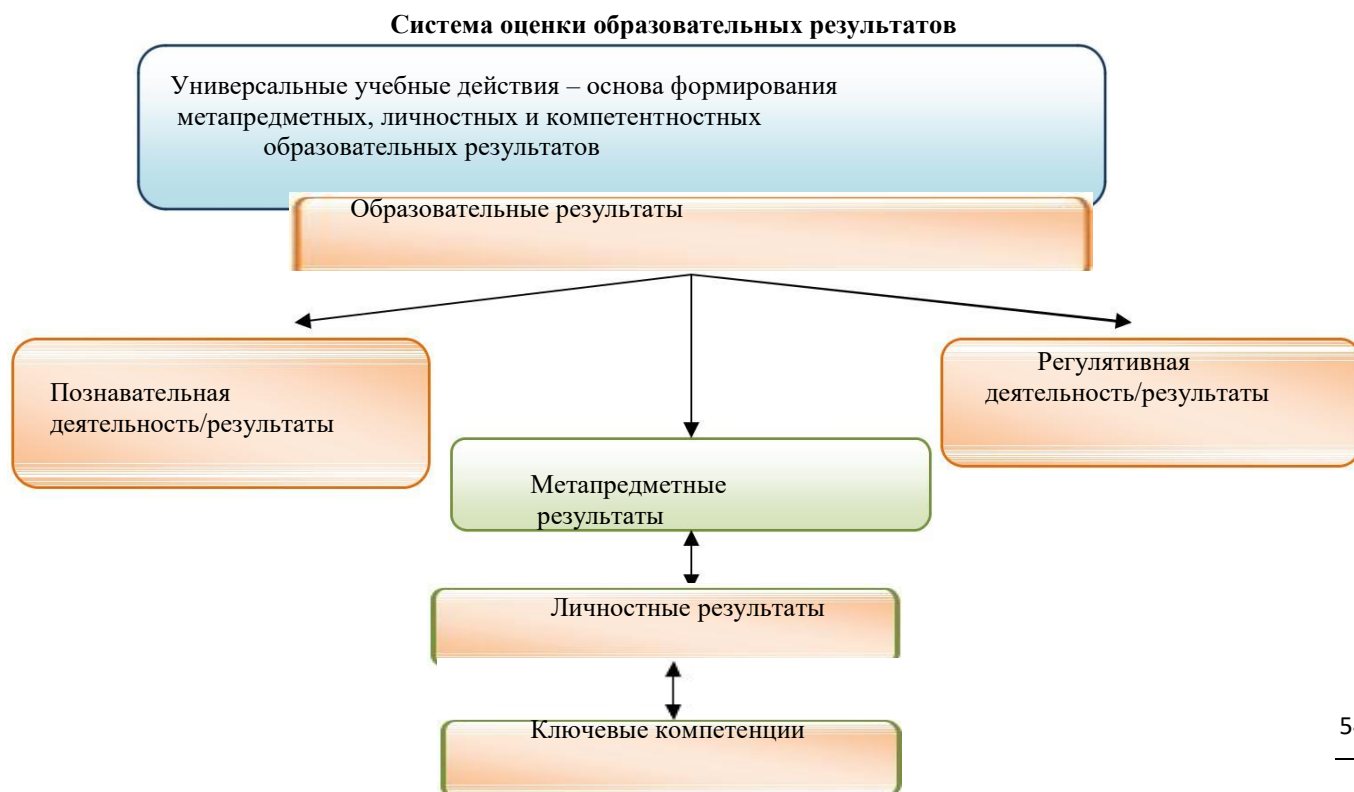 Система оценки образовательных результатов
Универсальные учебные действия – основа формирования
метапредметных, личностных и компетентностных
образовательных результатов
Образовательные результаты
Познавательная
деятельность/результаты
Регулятивная
деятельность/результаты
Метапредметные
результаты
Личностные результаты
Ключевые компетенции